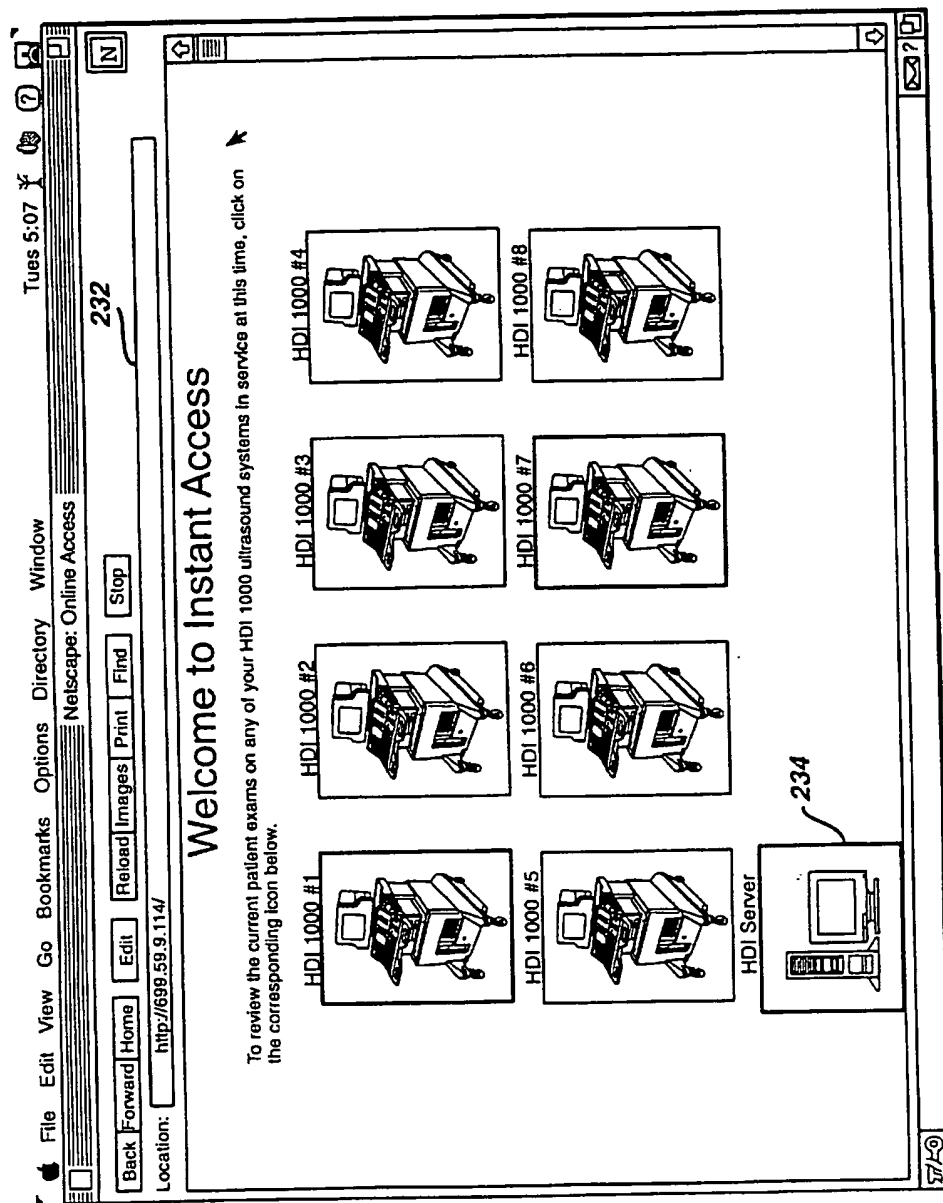 File Edit View Go Bookmarks Options Directory Window Tues 5:07 ?
Netscape: Online Access
Back Forward Home Edit Reload Images Print Find Stop N
Location: http://699.59.9.114/
232
Welcome to Instant Access
To review the current patient exams on any of your HDI 1000 ultrasound systems in service at this time, click on
the corresponding icon below.
HDI 1000 #1 HDI 1000 #2 HDI 1000 #3 HDI 1000 #4
HDI 1000 #5 HDI 1000 #6 HDI 1000 #7 HDI 1000 #8
HDI Server
234
?